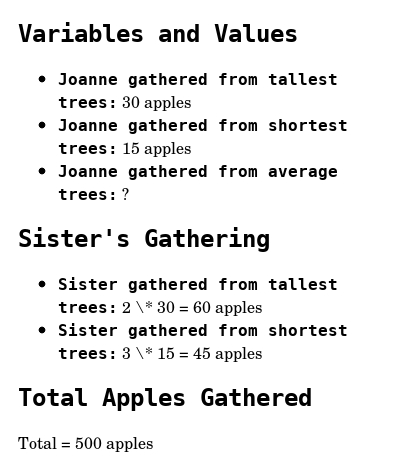 Variables and Values
• Joanne gathered from tallest
trees: 30 apples
• Joanne gathered from shortest
trees: 15 apples
• Joanne gathered from average
trees: ?
Sister's Gathering
• Sister gathered from tallest
trees: 2 \* 30 = 60 apples
• Sister gathered from shortest
trees: 3 \* 15 = 45 apples
Total Apples Gathered
Total = 500 apples